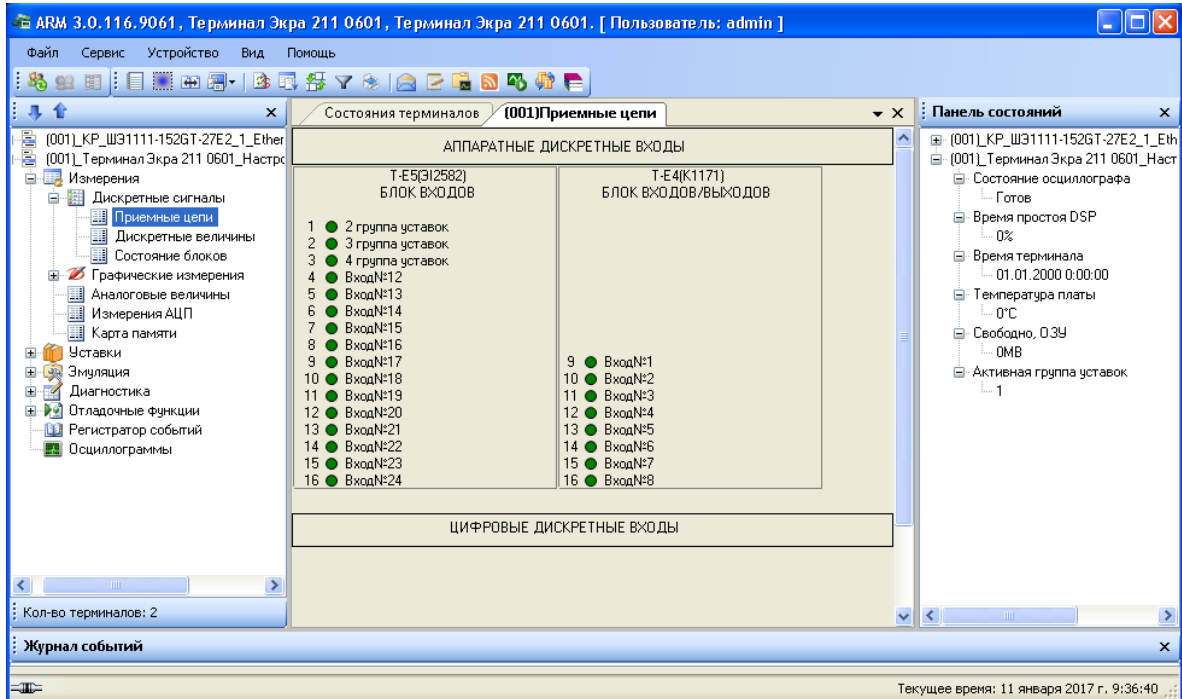 ARM 3.0.116.9061, Терминал Экра 211 0601, Терминал Экра 211 0601. [ Пользователь: admin ]
Файл Сервис Устройство Вид Помощь
(001)_КР_ШЭ1111-152GT-27E2_1_Ether
(001)_Терминал Экра 211 0601_Настро
Измерения
Дискретные сигналы
Приемные цепи
Дискретные величины
Состояние блоков
Графические измерения
Аналоговые величины
Измерения АЦП
Карта памяти
Уставки
Эмуляция
Диагностика
Отладочные функции
Регистратор событий
Осциллограммы
Кол-во терминалов: 2
Состояния терминалов (001)Приемные цепи
АППАРАТНЫЕ ДИСКРЕТНЫЕ ВХОДЫ
Т-Е5(ЭI2582)
БЛОК ВХОДОВ
1 2 группа уставок
2 3 группа уставок
3 4 группа уставок
4 Вход№12
5 Вход№13
6 Вход№14
7 Вход№15
8 Вход№16
9 Вход№17
10 Вход№18
11 Вход№19
12 Вход№20
13 Вход№21
14 Вход№22
15 Вход№23
16 Вход№24
Т-Е4(К1171)
БЛОК ВХОДОВ/ВЫХОДОВ
9 Вход№1
10 Вход№2
11 Вход№3
12 Вход№4
13 Вход№5
14 Вход№6
15 Вход№7
16 Вход№8
ЦИФРОВЫЕ ДИСКРЕТНЫЕ ВХОДЫ
Панель состояний
(001)_КР_ШЭ1111-152GT-27E2_1_Eth
(001)_Терминал Экра 211 0601_Наст
Состояние осциллографа
Готов
Время простоя DSP
0%
Время терминала
01.01.2000 0:00:00
Температура платы
0°C
Свободно, ОЗУ
0MB
Активная группа уставок
1
Журнал событий
Текущее время: 11 января 2017 г. 9:36:40